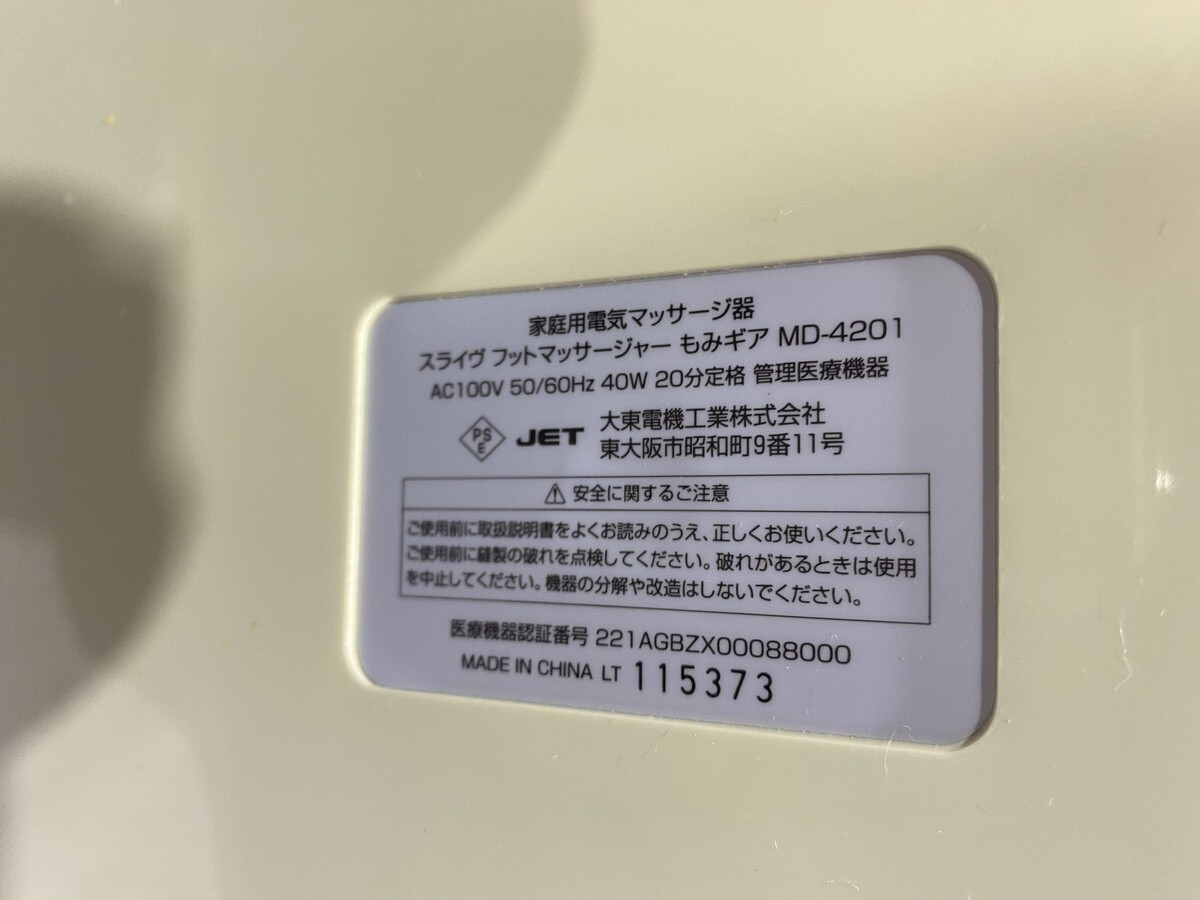 家庭用電気マッサージ器
スライヴ フットマッサージャー もみギア MD-4201
AC100V 50/60Hz 40W 20分定格 管理医療機器
PSE JET 大東電機工業株式会社
東大阪市昭和町9番11号
⚠ 安全に関するご注意
ご使用前に取扱説明書をよくお読みのうえ、正しくお使いください。
ご使用前に縫製の破れを点検してください。破れがあるときは使用
を中止してください。機器の分解や改造はしないでください。
医療機器認証番号 221AGBZX00088000
MADE IN CHINA LT 115373